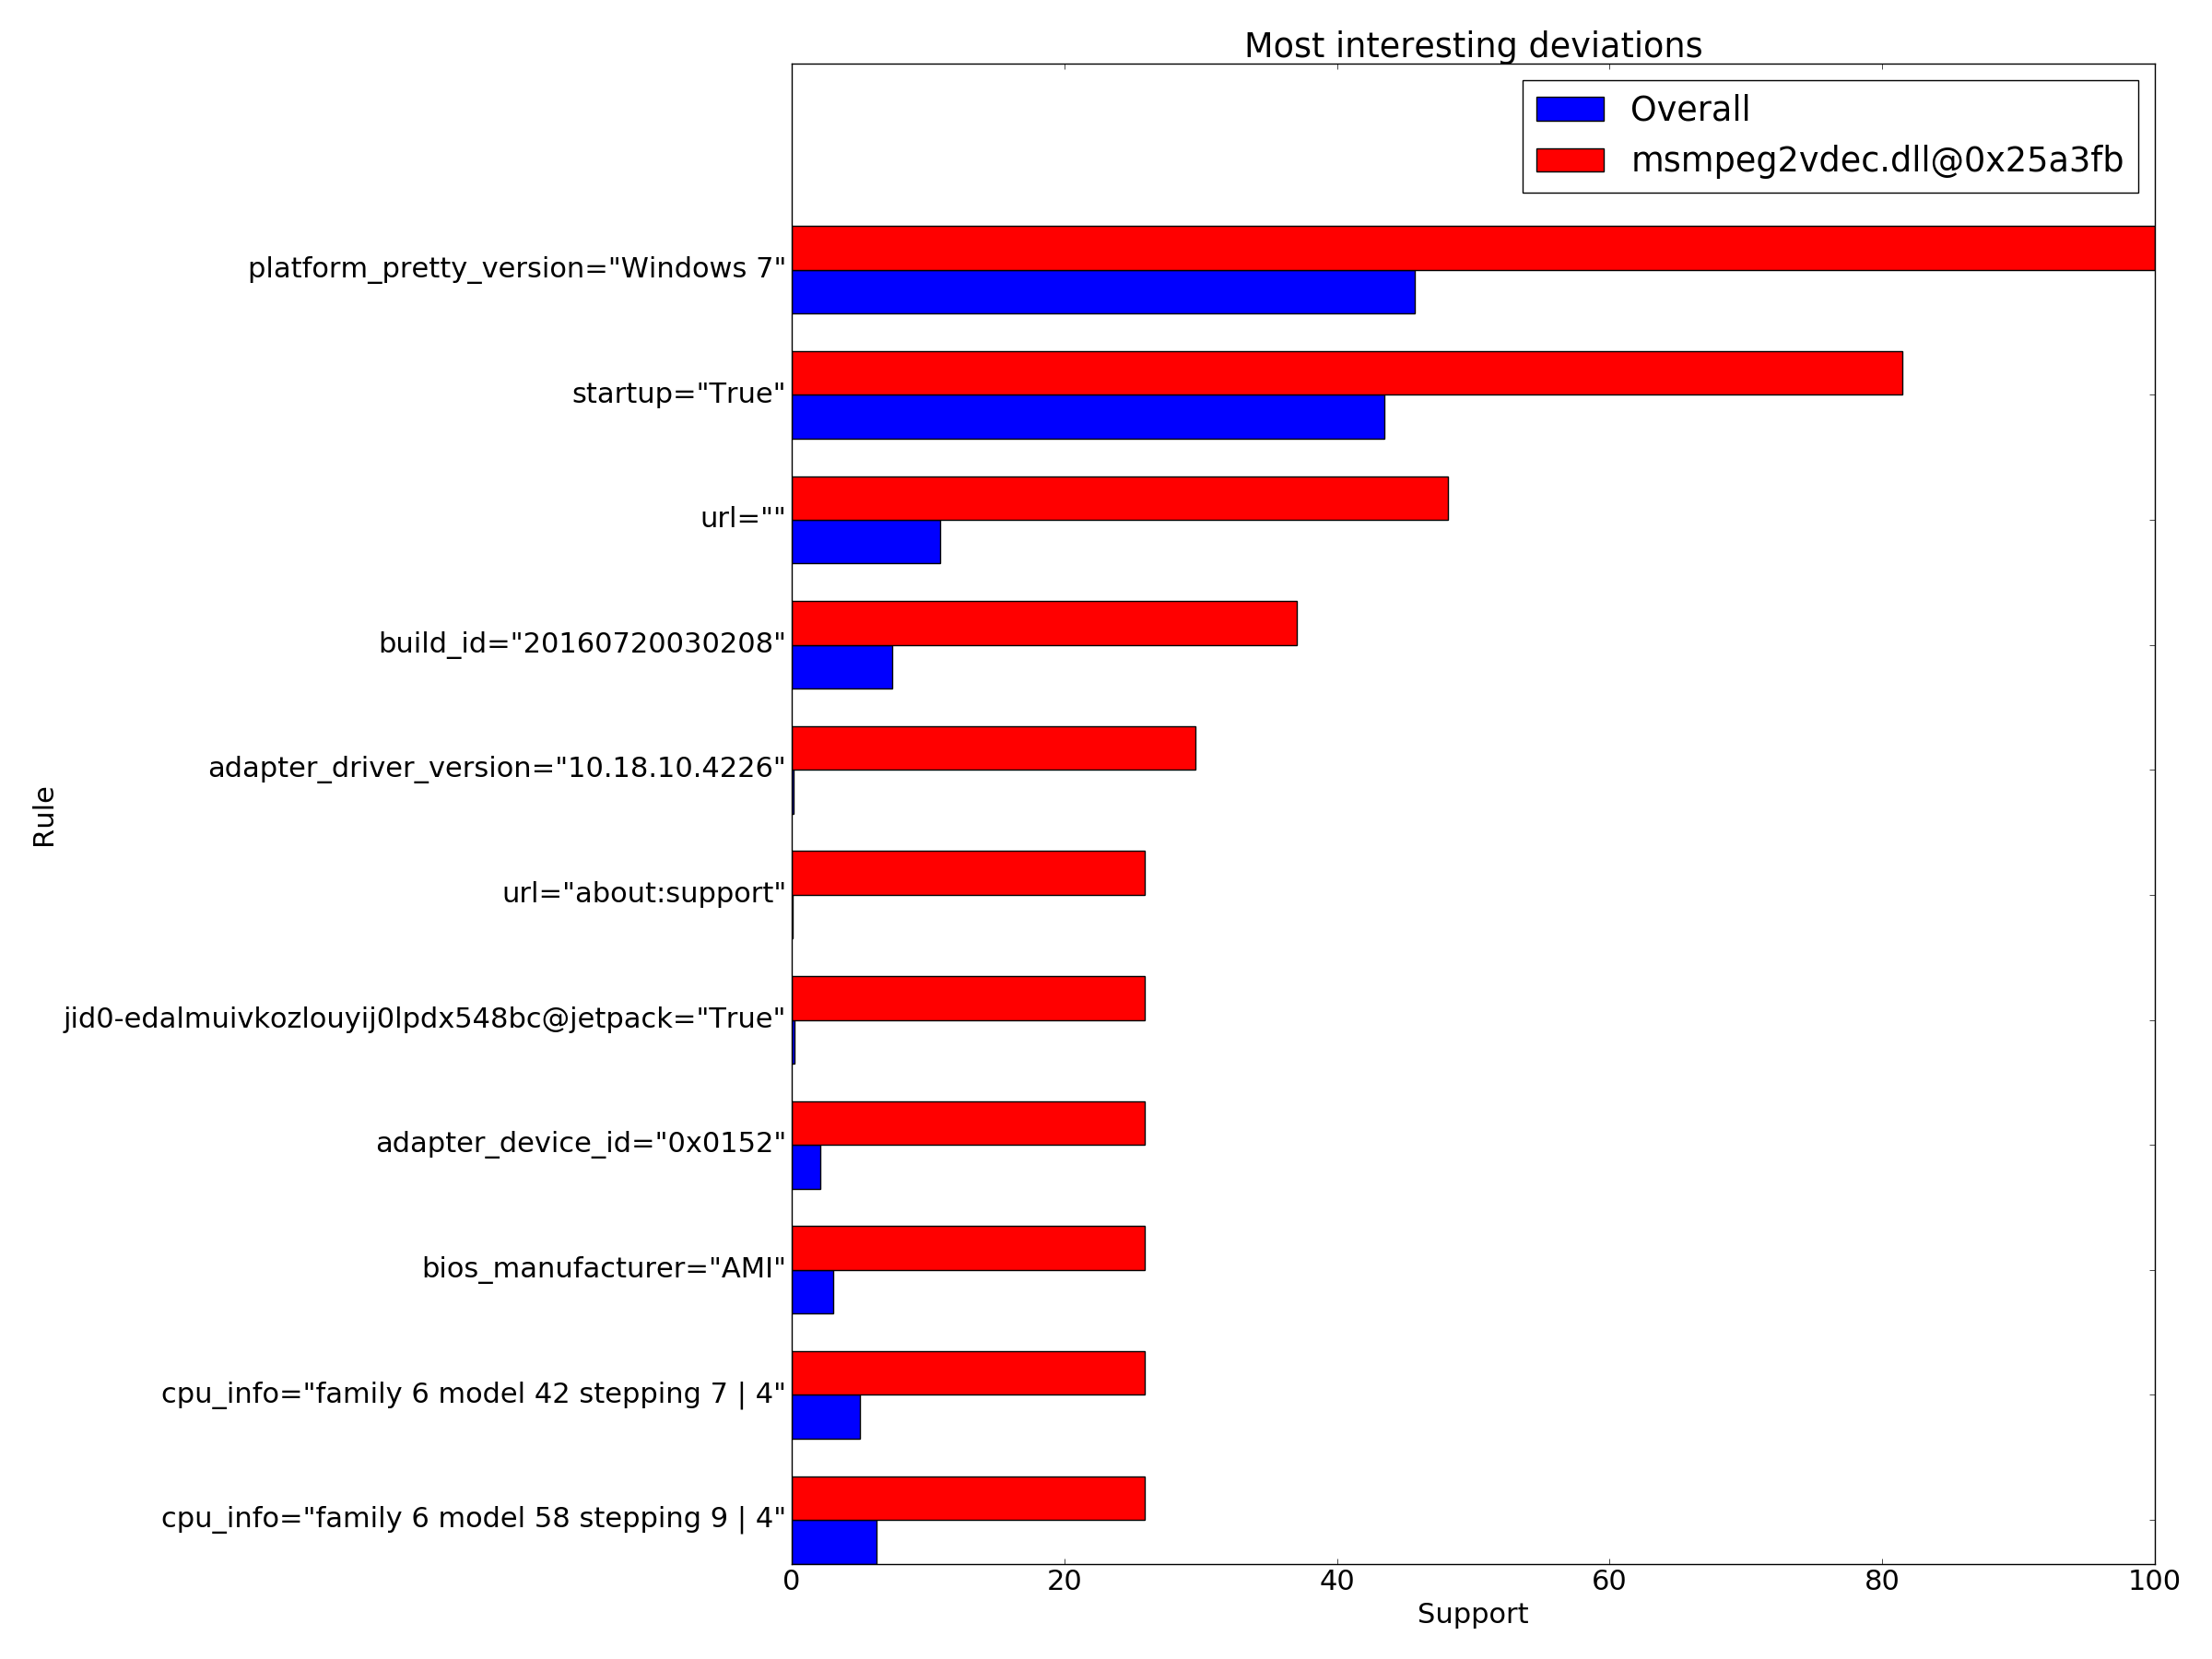 Most interesting deviations
Overall
msmpeg2vdec.dll@0x25a3fb
platform_pretty_version="Windows 7"
startup="True"
url=""
build_id="20160720030208"
adapter_driver_version="10.18.10.4226"
Rule
url="about:support"
jid0-edalmuivkozlouyij0lpdx548bc@jetpack="True"
adapter_device_id="0x0152"
bios_manufacturer="AMI"
cpu_info="family 6 model 42 stepping 7 | 4"
cpu_info="family 6 model 58 stepping 9 | 4"
0 20 40 60 80 100
Support